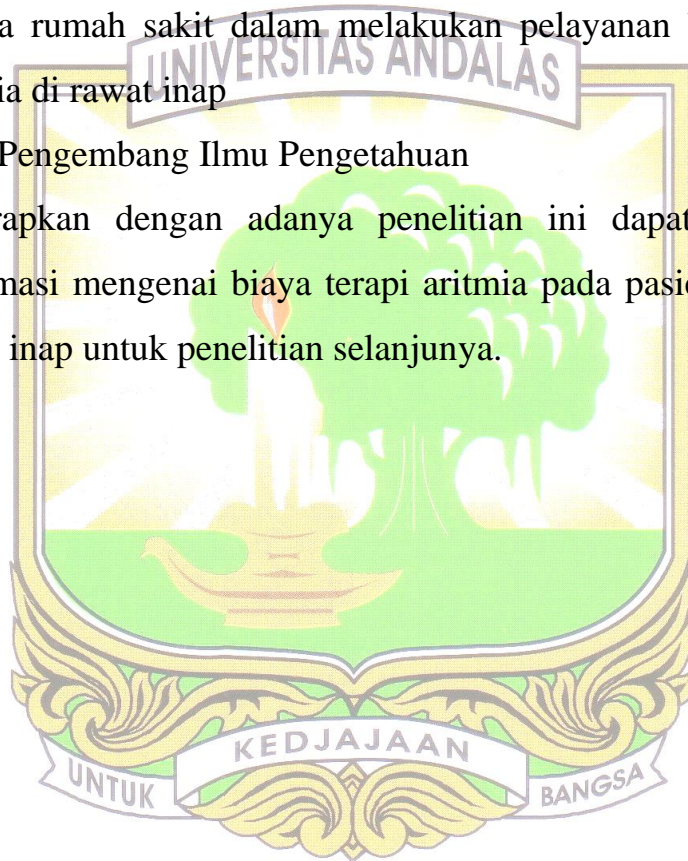 a rumah sakit dalam melakukan pelayanan
UNIVERSITAS ANDALAS
ia di rawat inap
Pengembang Ilmu Pengetahuan
rapkan dengan adanya penelitian ini dapat
masi mengenai biaya terapi aritmia pada pasi
inap untuk penelitian selanjunya.
KEDJAJAAN
UNTUK BANGSA